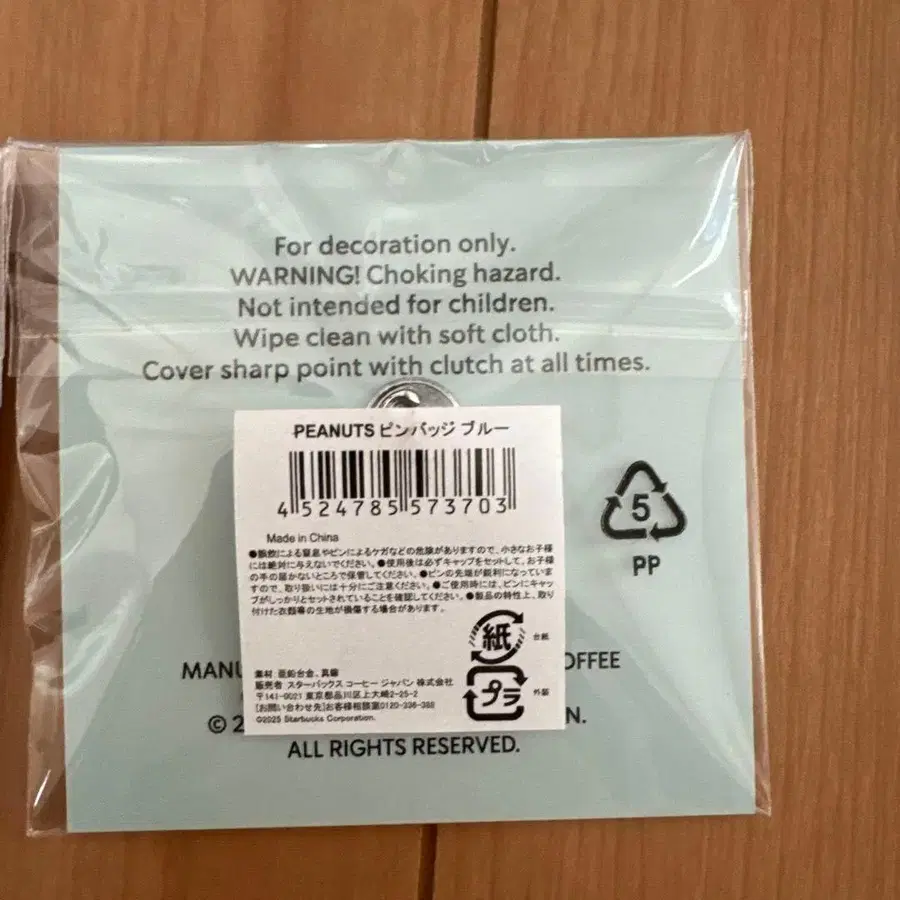 For decoration only.
WARNING! Choking hazard.
Not intended for children.
Wipe clean with soft cloth.
Cover sharp point with clutch at all times.
PEANUTS ピンバッジ ブルー
4 524785 573703
Made in China
●誤飲による窒息やピンによるケガなどの危険がありますので、小さなお子様
には絶対に与えないでください。●使用後は必ずキャップをセットして、お子様
の手の届かないところで保管してください。●ピンの先端が鋭利になっていま
すので、取り扱いには十分にご注意ください。●ご使用時には、ピンにキャッ
プがしっかりとセットされていることを確認してください。●製品の特性上、取り
付けた衣類等の生地が損傷する場合があります。
素材:亜鉛合金、真鍮
販売者 スターバックス コーヒー ジャパン 株式会社
〒141-0021 東京都品川区上大崎2-25-2
[お問い合わせ先]お客様相談室0120-336-388
©2025 Starbucks Corporation.
紙
台紙
プラ
外装
5
PP
MANU
OFFEE
© 2
N.
ALL RIGHTS RESERVED.